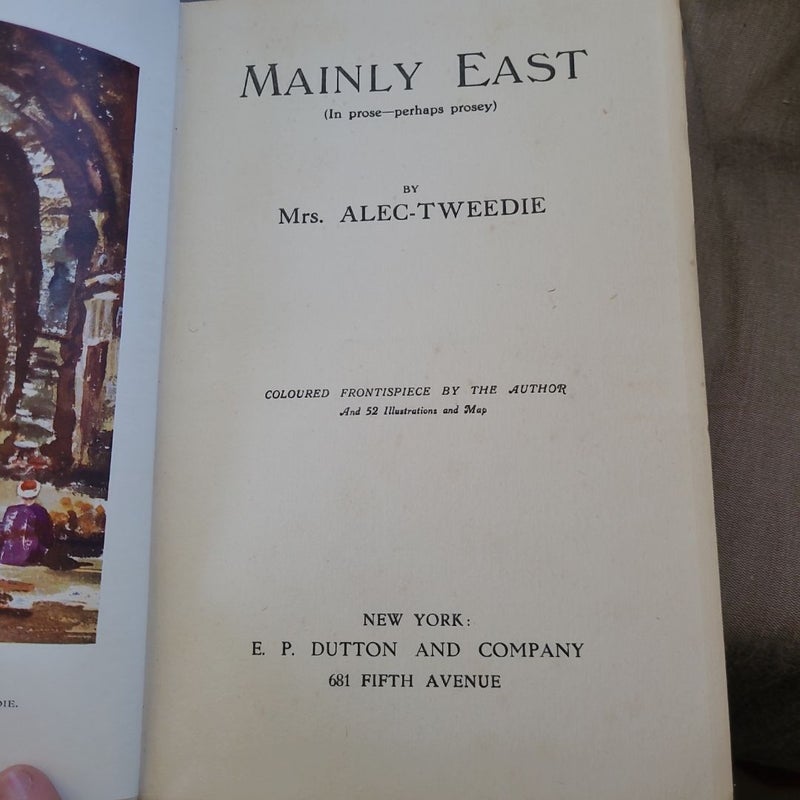 MAINLY EAST
(In prose—perhaps prosey)
BY
Mrs. ALEC-TWEEDIE
COLOURED FRONTISPIECE BY THE AUTHOR
And 52 Illustrations and Map
NEW YORK:
E. P. DUTTON AND COMPANY
681 FIFTH AVENUE